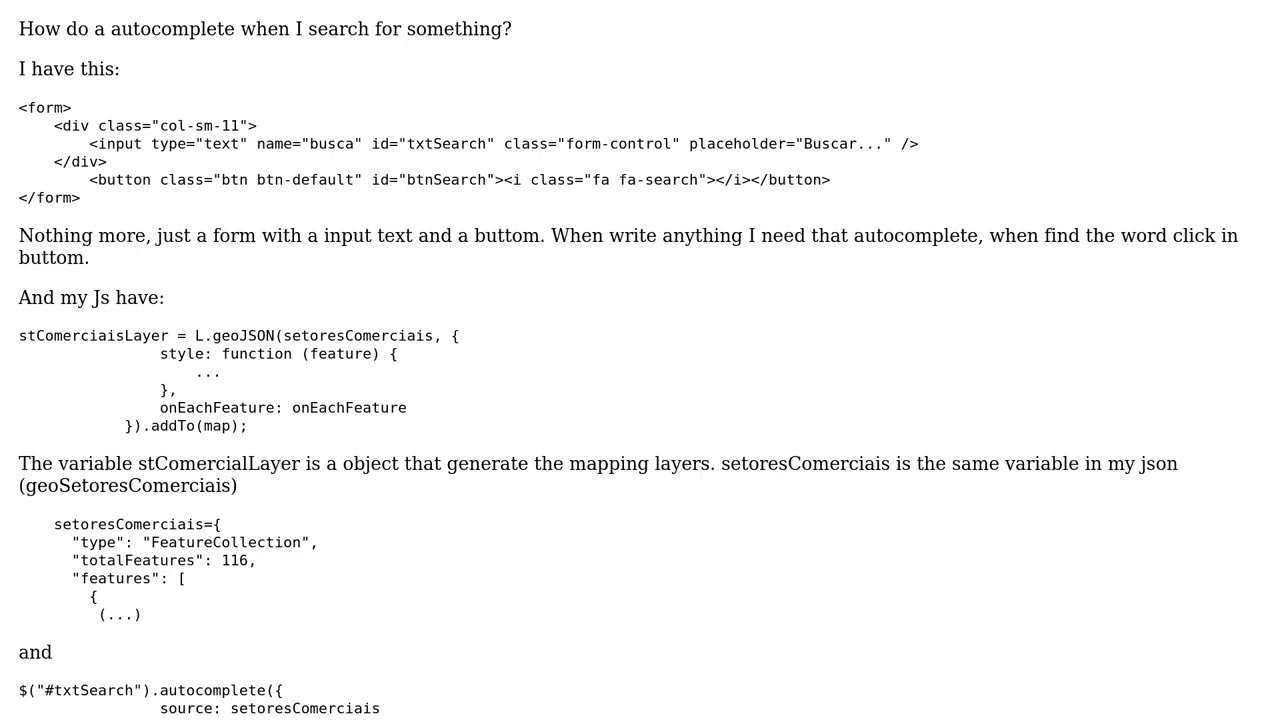 How do a autocomplete when I search for something?
I have this:
<form>
    <div class="col-sm-11">
        <input type="text" name="busca" id="txtSearch" class="form-control" placeholder="Buscar..." />
    </div>
        <button class="btn btn-default" id="btnSearch"><i class="fa fa-search"></i></button>
</form>
Nothing more, just a form with a input text and a buttom. When write anything I need that autocomplete, when find the word click in
buttom.
And my Js have:
stComerciaisLayer = L.geoJSON(setoresComerciais, {
                style: function (feature) {
                    ...
                },
                onEachFeature: onEachFeature
            }).addTo(map);
The variable stComercialLayer is a object that generate the mapping layers. setoresComerciais is the same variable in my json
(geoSetoresComerciais)
    setoresComerciais={
      "type": "FeatureCollection",
      "totalFeatures": 116,
      "features": [
        {
         (...)
and
$("#txtSearch").autocomplete({
                source: setoresComerciais